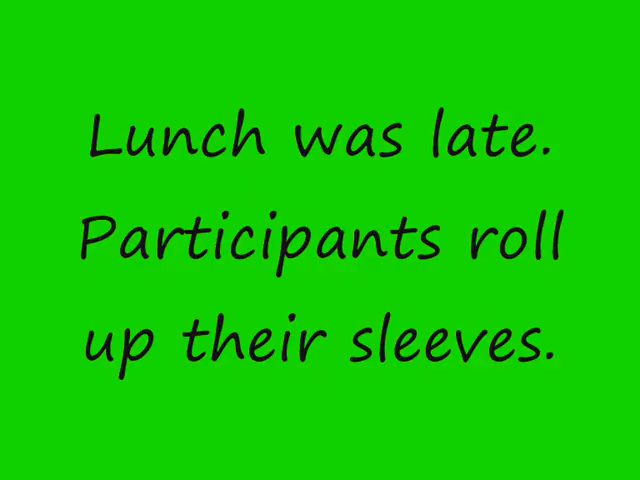 Lunch was late.
Participants roll
up their sleeves.